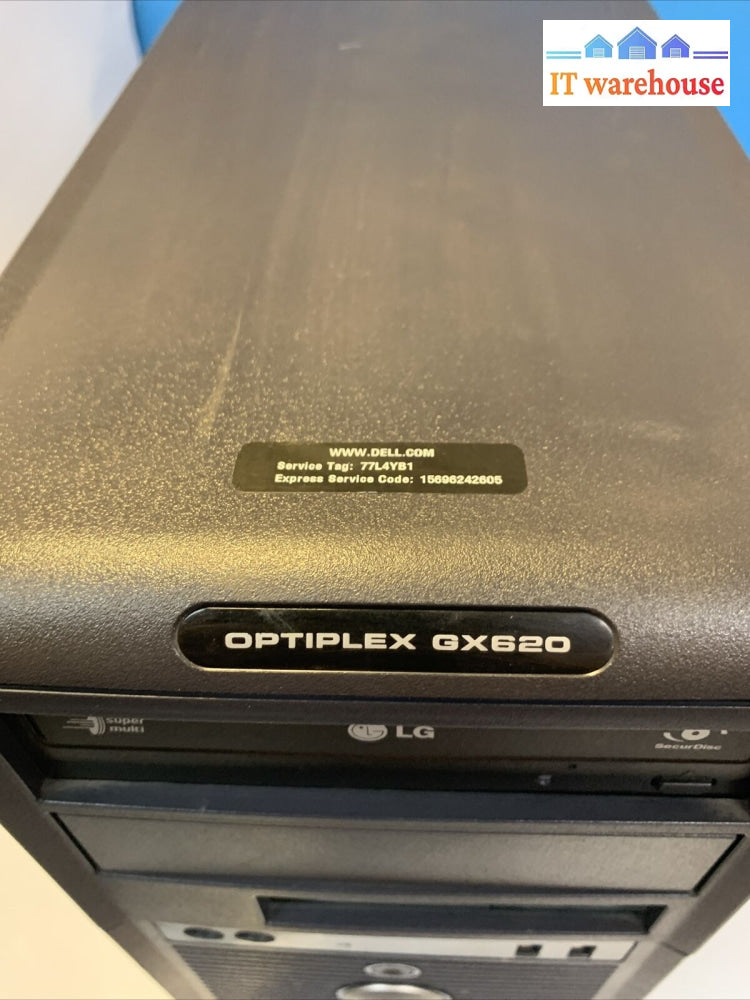 IT warehouse
WWW.DELL.COM
Service Tag: 77L4YB1
Express Service Code: 15696242605
OPTIPLEX GX620
super
multi
LG
SecurDisc